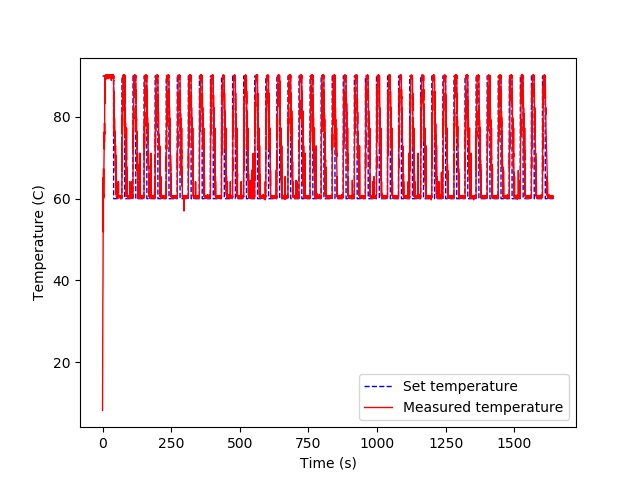 80
60
40
20
Temperature (C)
Set temperature
Measured temperature
0 250 500 750 1000 1250 1500
Time (s)